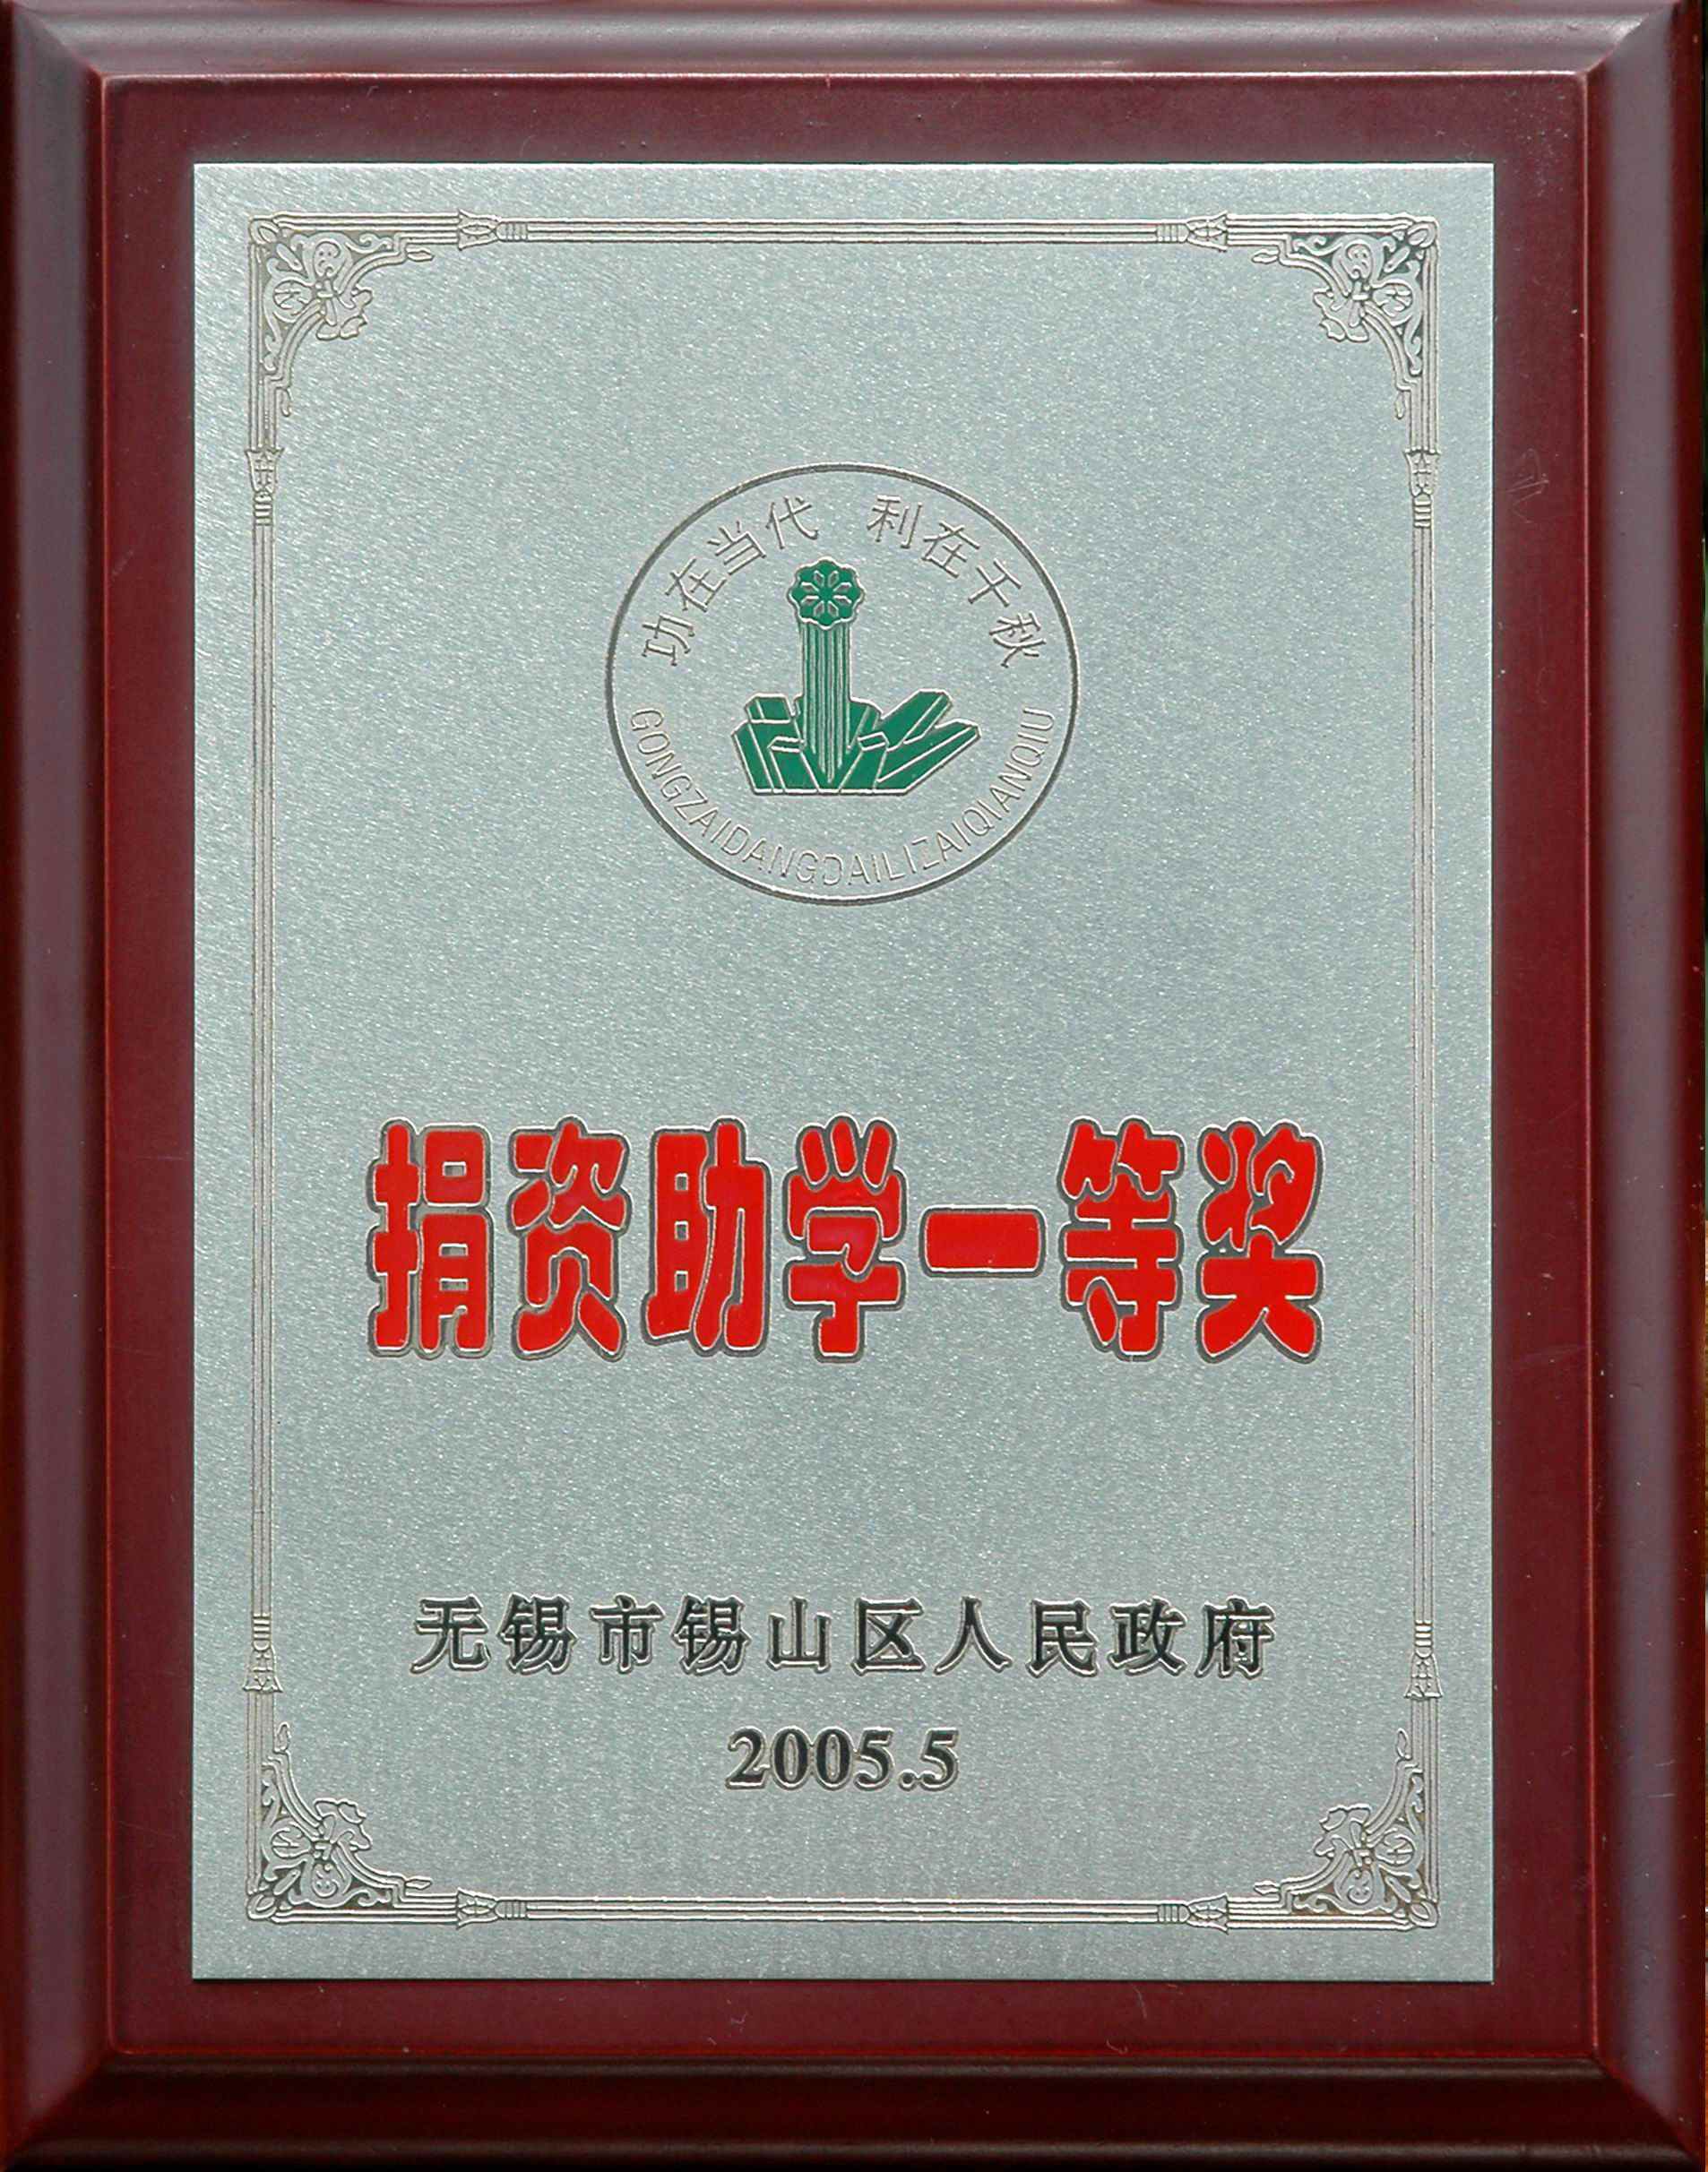 功在当代 利在千秋
GONGZAIDANGDAILIZAIQIANQIU
捐资助学一等奖
无锡市锡山区人民政府
2005.5